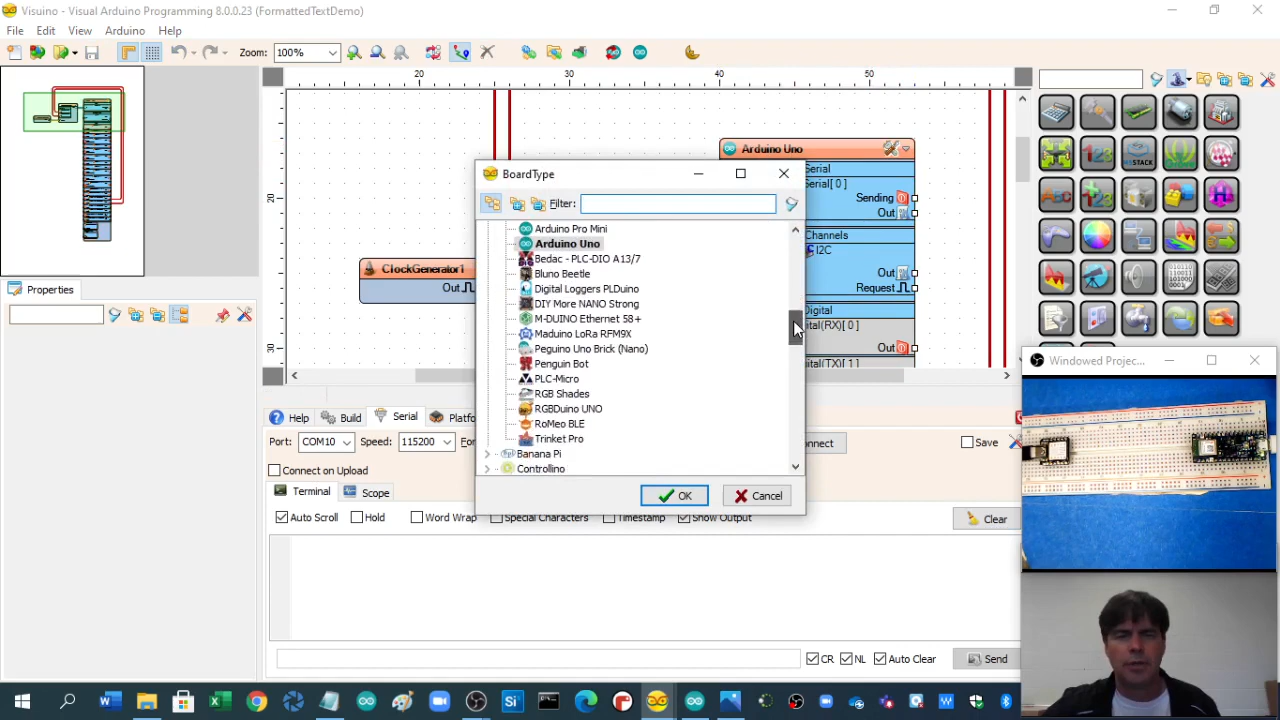 Visuino - Visual Arduino Programming 8.0.0.23 (FormattedTextDemo)
File Edit View Arduino Help
Zoom: 100%
20 30 40 50
20
30
Arduino Uno
Serial
Serial[ 0 ]
Sending
Out
Channels
I2C
Out
Request
Digital
ital(RX)[ 0 ]
Out
ital(TX)[ 1 ]
ClockGenerator1
Out
BoardType
Filter:
Arduino Pro Mini
Arduino Uno
Bedac - PLC-DIO A13/7
Bluno Beetle
Digital Loggers PLDuino
DIY More NANO Strong
M-DUINO Ethernet 58+
Maduino LoRa RFM9X
Peguino Uno Brick (Nano)
Penguin Bot
PLC-Micro
RGB Shades
RGBDuino UNO
RoMeo BLE
Trinket Pro
Banana Pi
Controllino
OK Cancel
Properties
Help Build Serial Platfo
Port: COM10 Speed: 115200 For
onnect
Save
Connect on Upload
Terminal Scope
Auto Scroll Hold Word Wrap Special Characters Timestamp Show Output
Clear
CR NL Auto Clear Send
Windowed Projec...